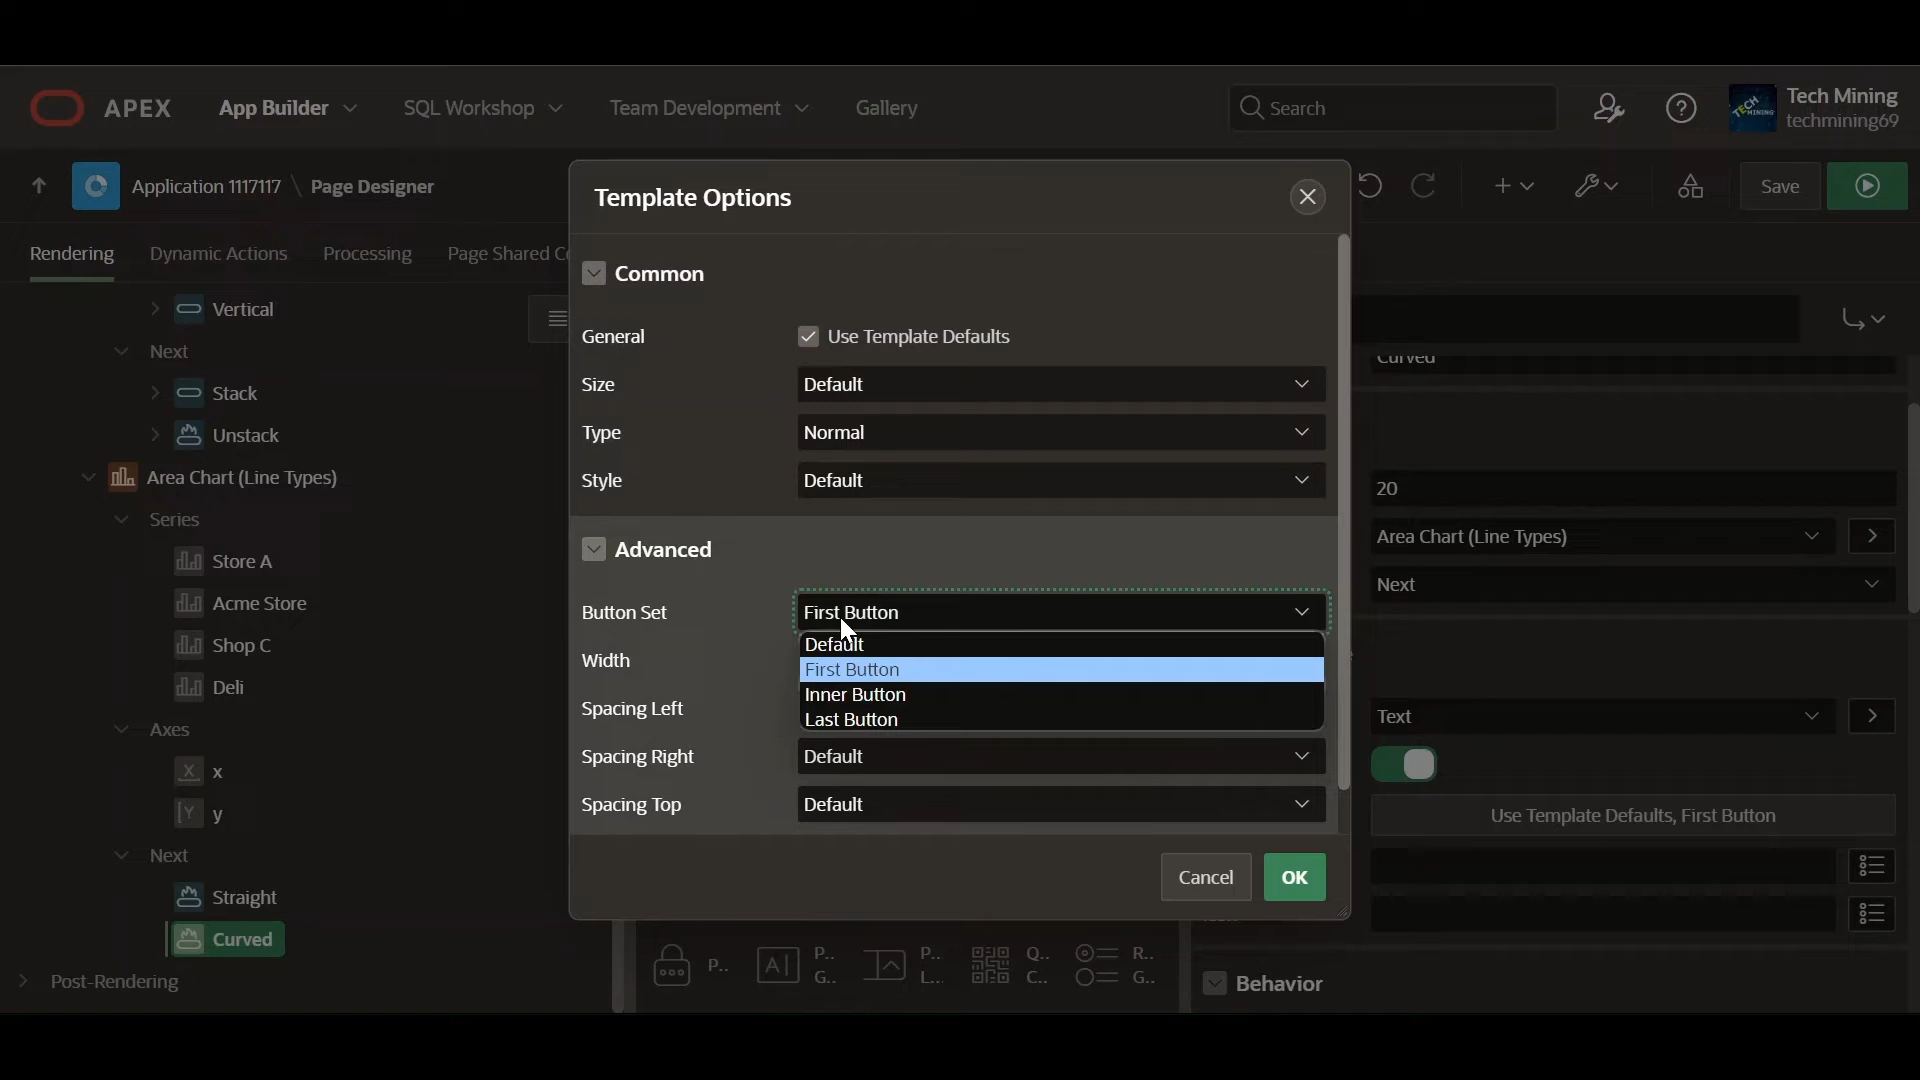 APEX App Builder SQL Workshop Team Development Gallery Search Tech Mining
techmining69
Application 1117117 \ Page Designer Save
Template Options
Rendering Dynamic Actions Processing Page Shared Co
Common
Vertical
General Use Template Defaults
Next
Curved
Size Default
Stack
Type Normal
Unstack
Area Chart (Line Types)
Style Default
20
Series
Area Chart (Line Types)
Advanced
Store A
Next
Acme Store
Button Set First Button
Default
Shop C
Width
First Button
Deli
Inner Button
Spacing Left
Last Button
Text
Axes
Spacing Right Default
X x
Spacing Top Default
Y y
Use Template Defaults, First Button
Next
Cancel OK
Straight
Curved
P.. A P.. G.. P.. L... Q.. C... R.. G..
Post-Rendering
Behavior